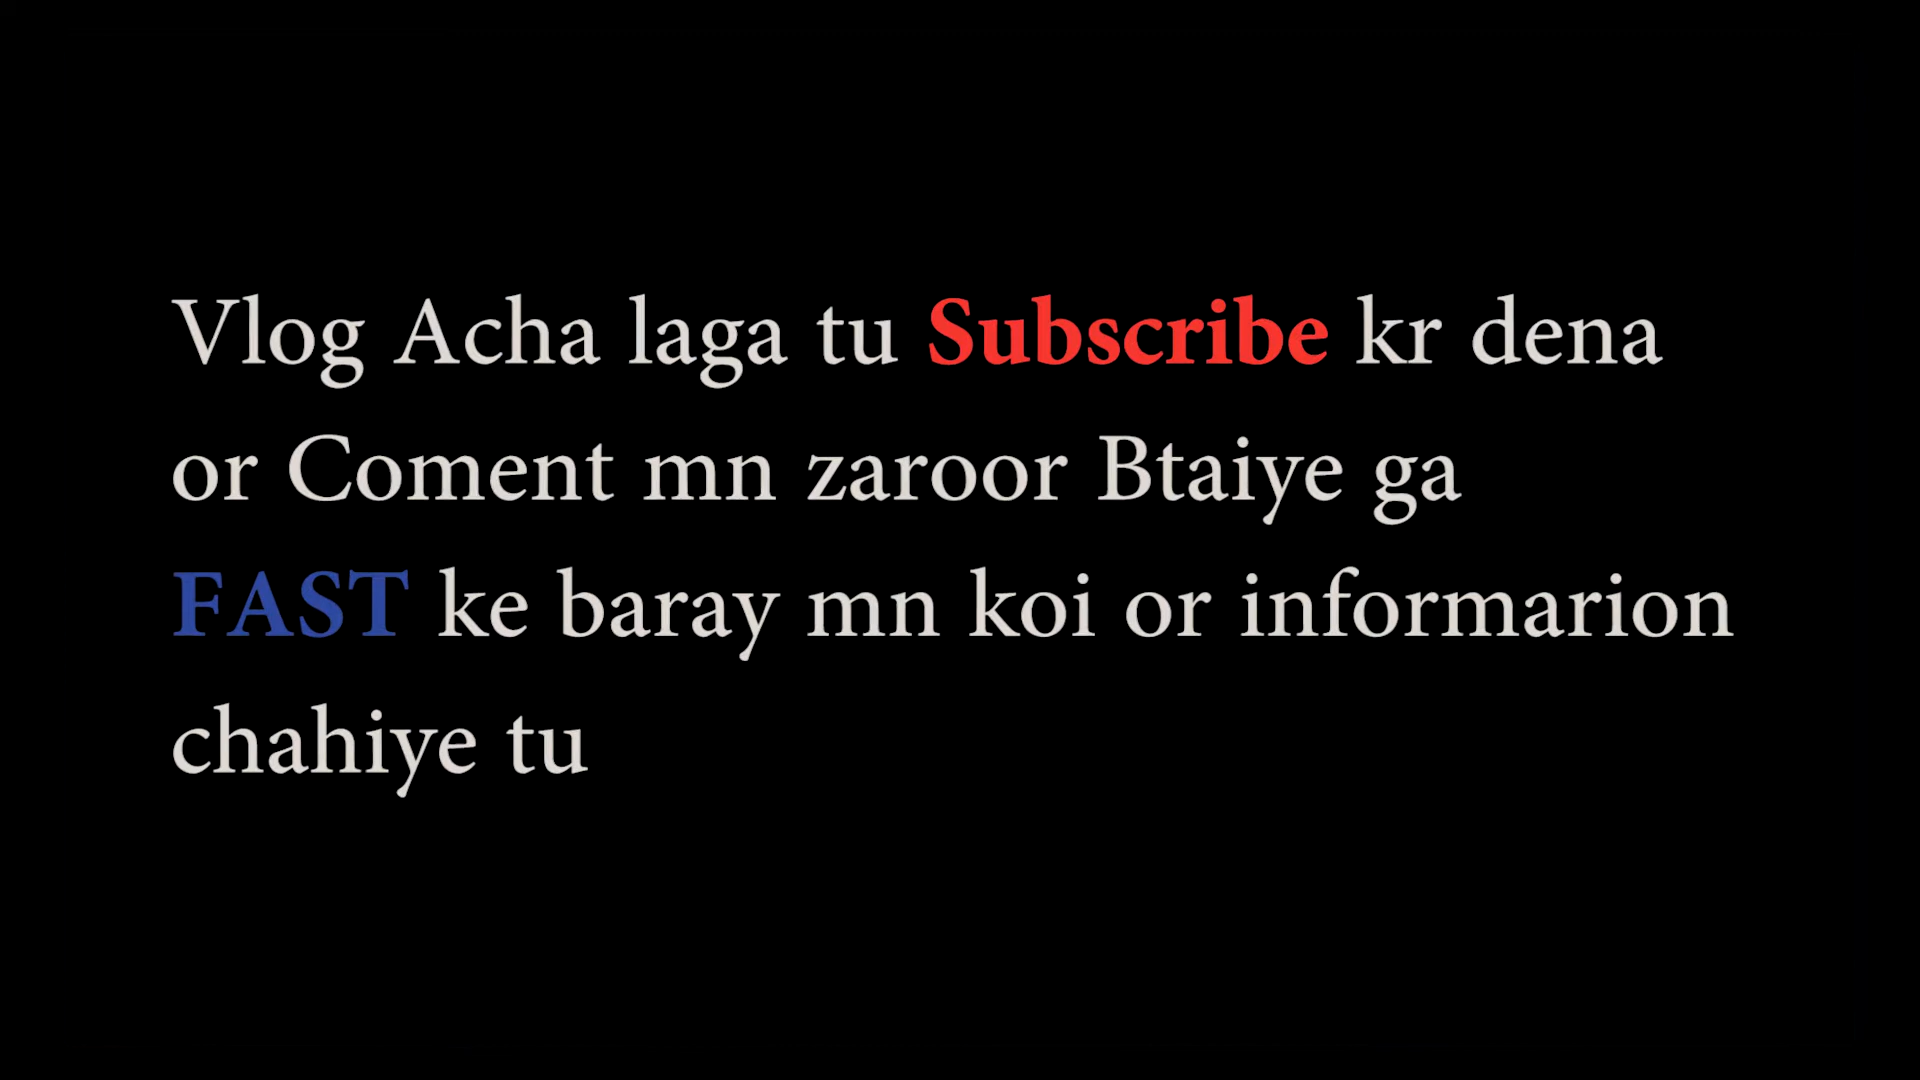 Vlog Acha laga tu Subscribe kr dena
or Coment mn zaroor Btaiye ga
FAST ke baray mn koi or informarion
chahiye tu